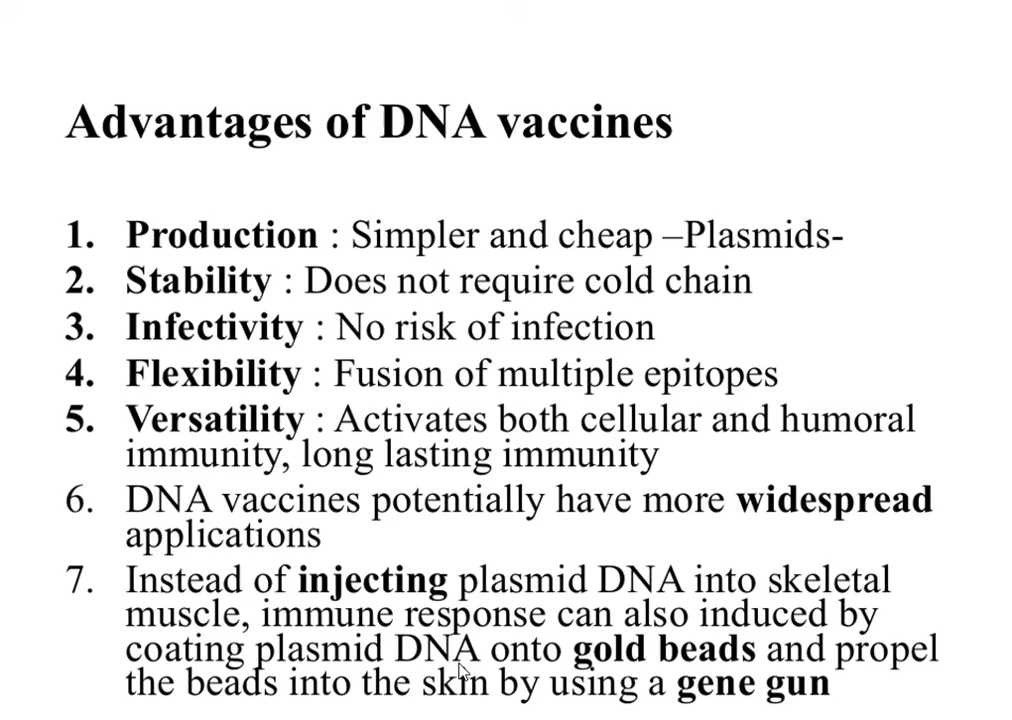 Advantages of DNA vaccines
1. Production : Simpler and cheap –Plasmids-
2. Stability : Does not require cold chain
3. Infectivity : No risk of infection
4. Flexibility : Fusion of multiple epitopes
5. Versatility : Activates both cellular and humoral
immunity, long lasting immunity
6. DNA vaccines potentially have more widespread
applications
7. Instead of injecting plasmid DNA into skeletal
muscle, immune response can also induced by
coating plasmid DNA onto gold beads and propel
the beads into the skin by using a gene gun